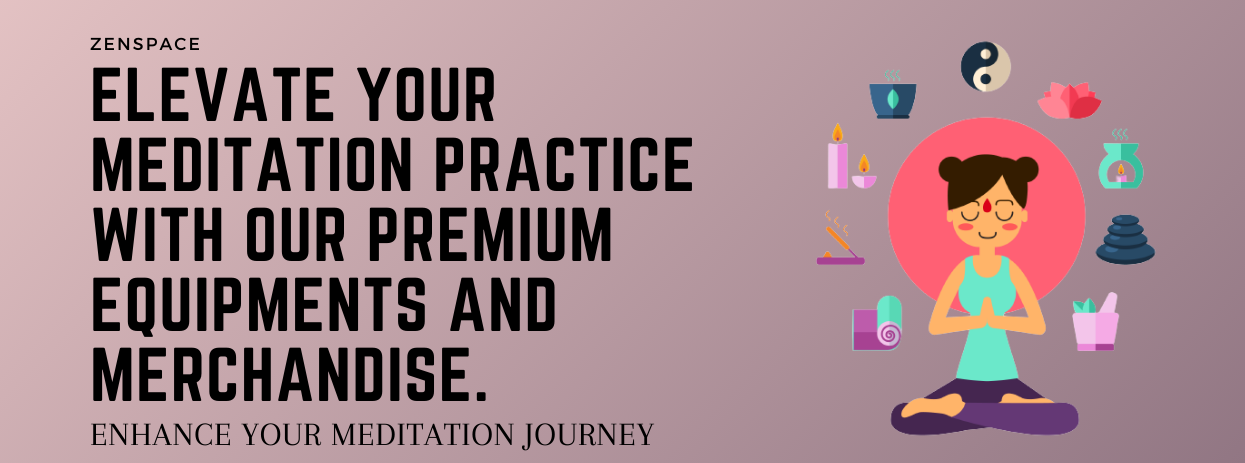 ZENSPACE
ELEVATE YOUR
MEDITATION PRACTICE
WITH OUR PREMIUM
EQUIPMENTS AND
MERCHANDISE.
ENHANCE YOUR MEDITATION JOURNEY